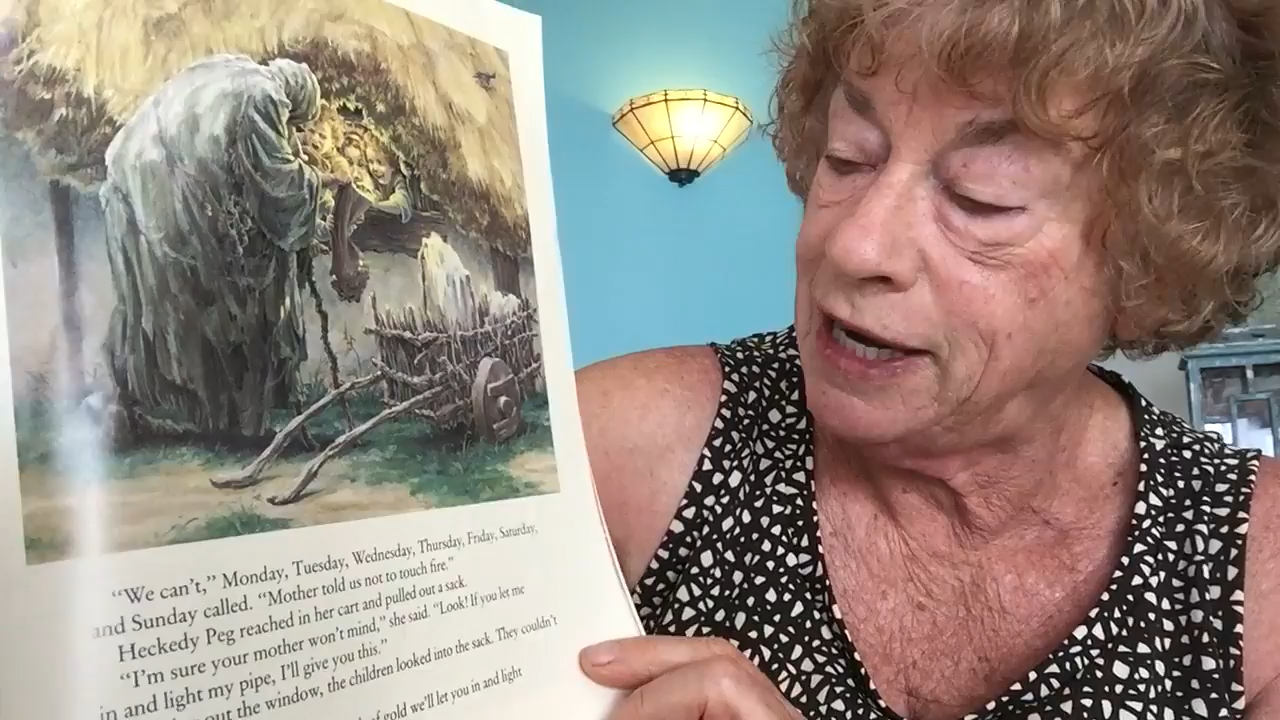 “We can’t,” Monday, Tuesday, Wednesday, Thursday, Friday, Saturday,
and Sunday called. “Mother told us not to touch fire.”
Heckedy Peg reached in her cart and pulled out a sack.
“I’m sure your mother won’t mind,” she said. “Look! If you let me
in and light my pipe, I’ll give you this.”
out the window, the children looked into the sack. They couldn’t
of gold we’ll let you in and light